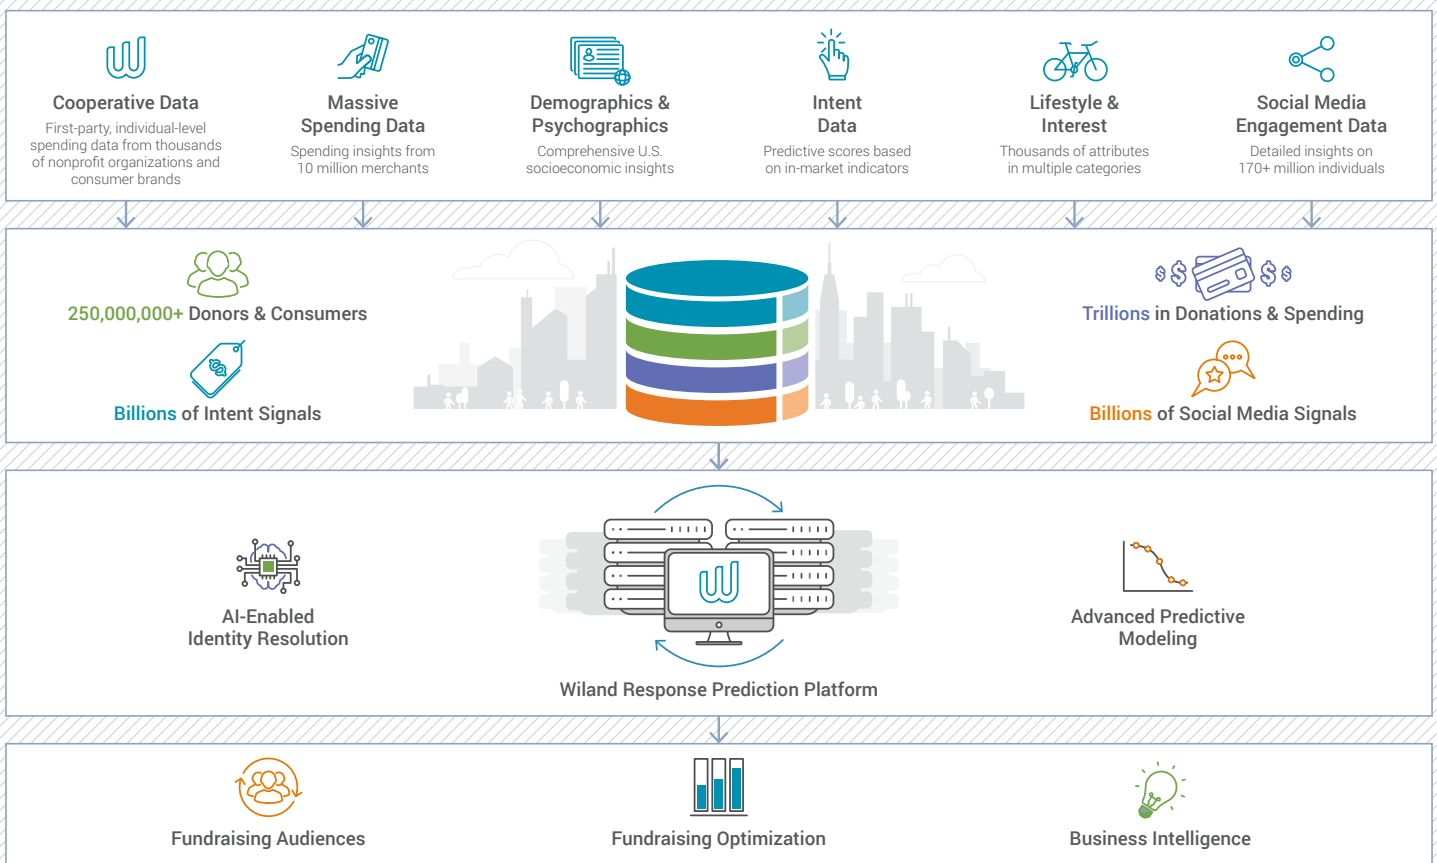 Cooperative Data
First-party, individual-level
spending data from thousands
of nonprofit organizations and
consumer brands
Massive
Spending Data
Spending insights from
10 million merchants
Demographics &
Psychographics
Comprehensive U.S.
socioeconomic insights
Intent
Data
Predictive scores based
on in-market indicators
Lifestyle &
Interest
Thousands of attributes
in multiple categories
Social Media
Engagement Data
Detailed insights on
170+ million individuals
250,000,000+ Donors & Consumers
Billions of Intent Signals
Trillions in Donations & Spending
Billions of Social Media Signals
AI-Enabled
Identity Resolution
Wiland Response Prediction Platform
Advanced Predictive
Modeling
Fundraising Audiences
Fundraising Optimization
Business Intelligence